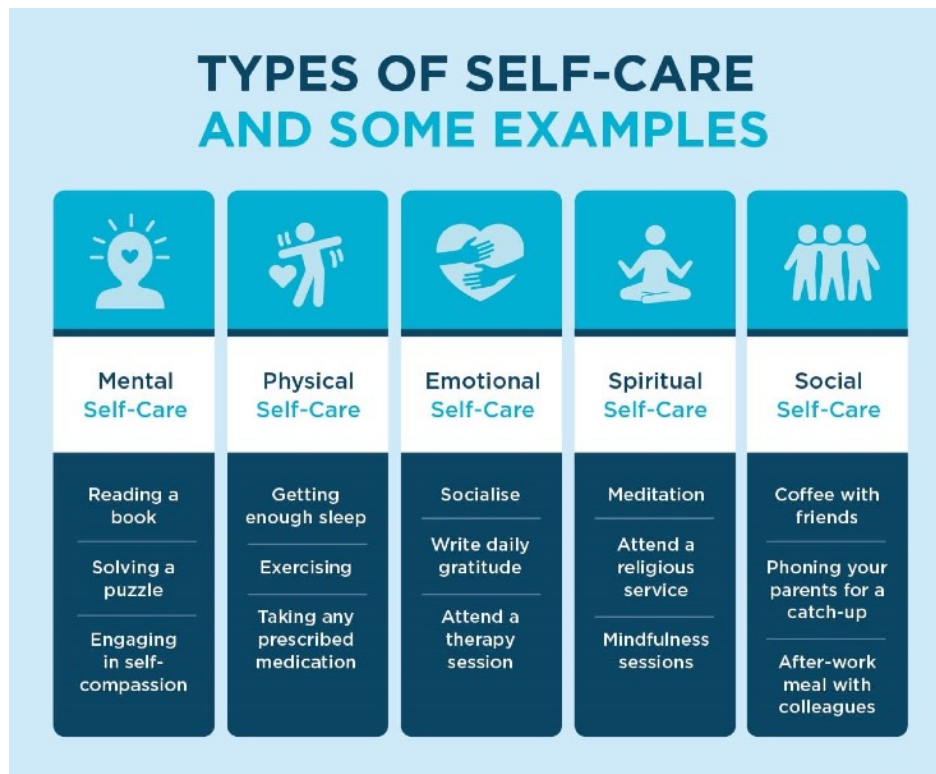 TYPES OF SELF-CARE
AND SOME EXAMPLES
Mental
Self-Care
Reading a
book
Solving a
puzzle
Engaging
in self-
compassion
Physical
Self-Care
Getting
enough sleep
Exercising
Taking any
prescribed
medication
Emotional
Self-Care
Socialise
Write daily
gratitude
Attend a
therapy
session
Spiritual
Self-Care
Meditation
Attend a
religious
service
Mindfulness
sessions
Social
Self-Care
Coffee with
friends
Phoning your
parents for a
catch-up
After-work
meal with
colleagues